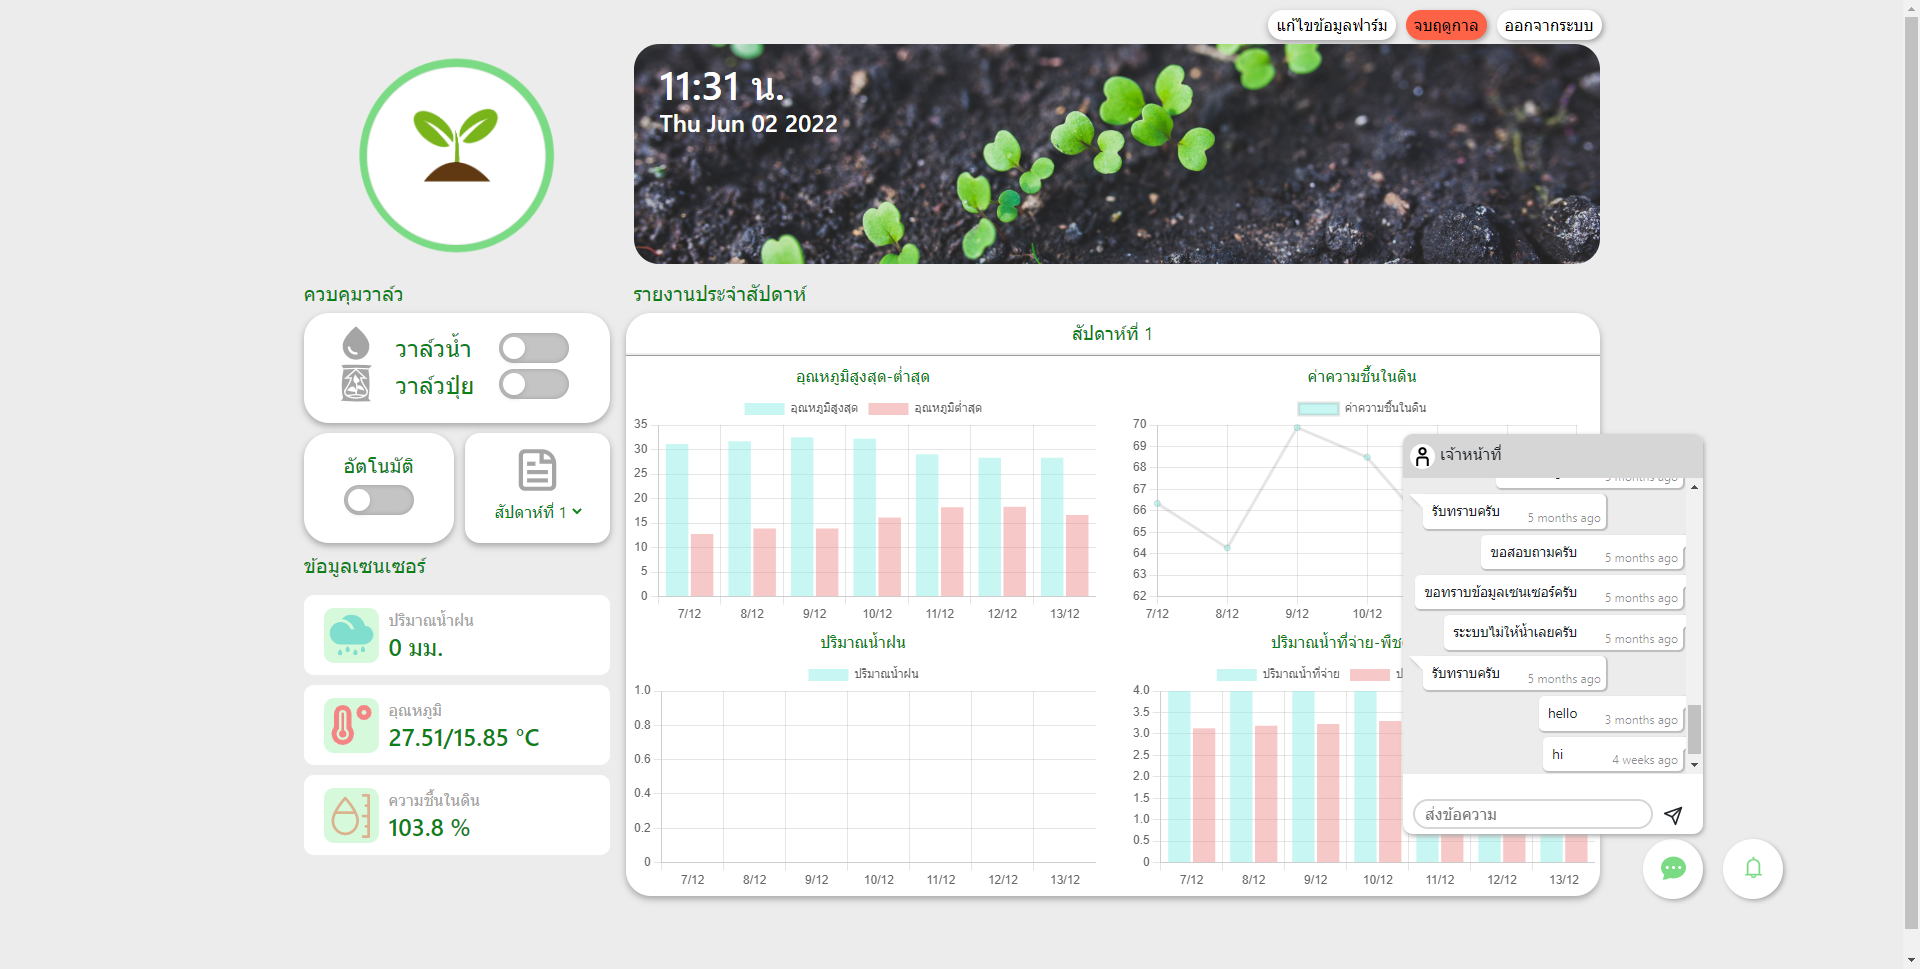 แก้ไขข้อมูลฟาร์ม
จบฤดูกาล
ออกจากระบบ
11:31 น.
Thu Jun 02 2022
ควบคุมวาล์ว
วาล์วน้ำ
วาล์วปุ๋ย
อัตโนมัติ
สัปดาห์ที่ 1
ข้อมูลเซนเซอร์
ปริมาณน้ำฝน
0 มม.
อุณหภูมิ
27.51/15.85 °C
ความชื้นในดิน
103.8 %
รายงานประจำสัปดาห์
สัปดาห์ที่ 1
อุณหภูมิสูงสุด-ต่ำสุด
อุณหภูมิสูงสุด อุณหภูมิต่ำสุด
35
30
25
20
15
10
5
0
7/12 8/12 9/12 10/12 11/12 12/12 13/12
ค่าความชื้นในดิน
ค่าความชื้นในดิน
70
69
68
67
66
65
64
63
62
7/12 8/12 9/12 10/12
ปริมาณน้ำฝน
ปริมาณน้ำฝน
1.0
0.8
0.6
0.4
0.2
0
7/12 8/12 9/12 10/12 11/12 12/12 13/12
ปริมาณน้ำที่จ่าย-พืช
ปริมาณน้ำที่จ่าย
4.0
3.5
3.0
2.5
2.0
1.5
1.0
0.5
0
7/12 8/12 9/12 10/12 11/12 12/12 13/12
เจ้าหน้าที่
5 months ago
รับทราบครับ 5 months ago
ขอสอบถามครับ 5 months ago
ขอทราบข้อมูลเซนเซอร์ครับ 5 months ago
ระะบบไม่ให้น้ำเลยครับ 5 months ago
รับทราบครับ 5 months ago
hello 3 months ago
hi 4 weeks ago
ส่งข้อความ